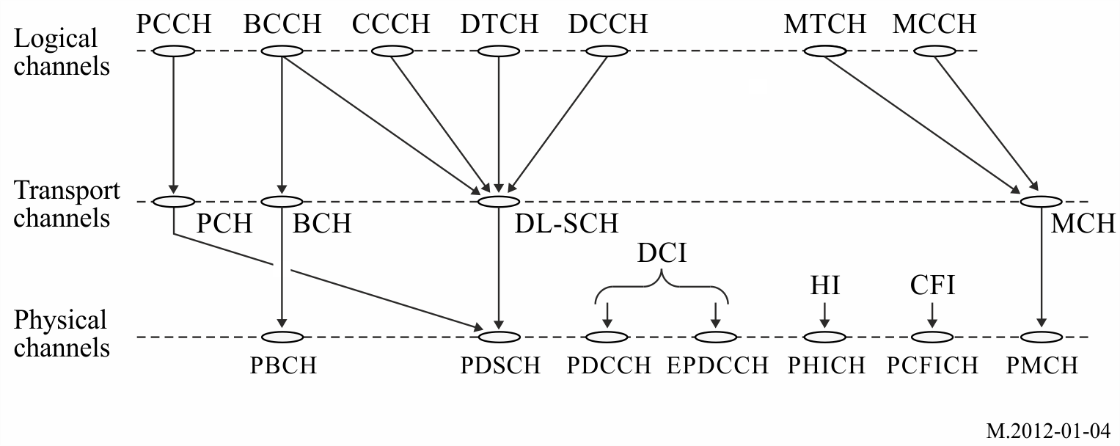 PCCH BCCH CCCH DTCH DCCH MTCH MCCH
Logical
channels
Transport
channels
PCH BCH DL-SCH MCH
DCI
HI CFI
Physical
channels
PBCH PDSCH PDCCH EPDCCH PHICH PCFICH PMCH
M.2012-01-04